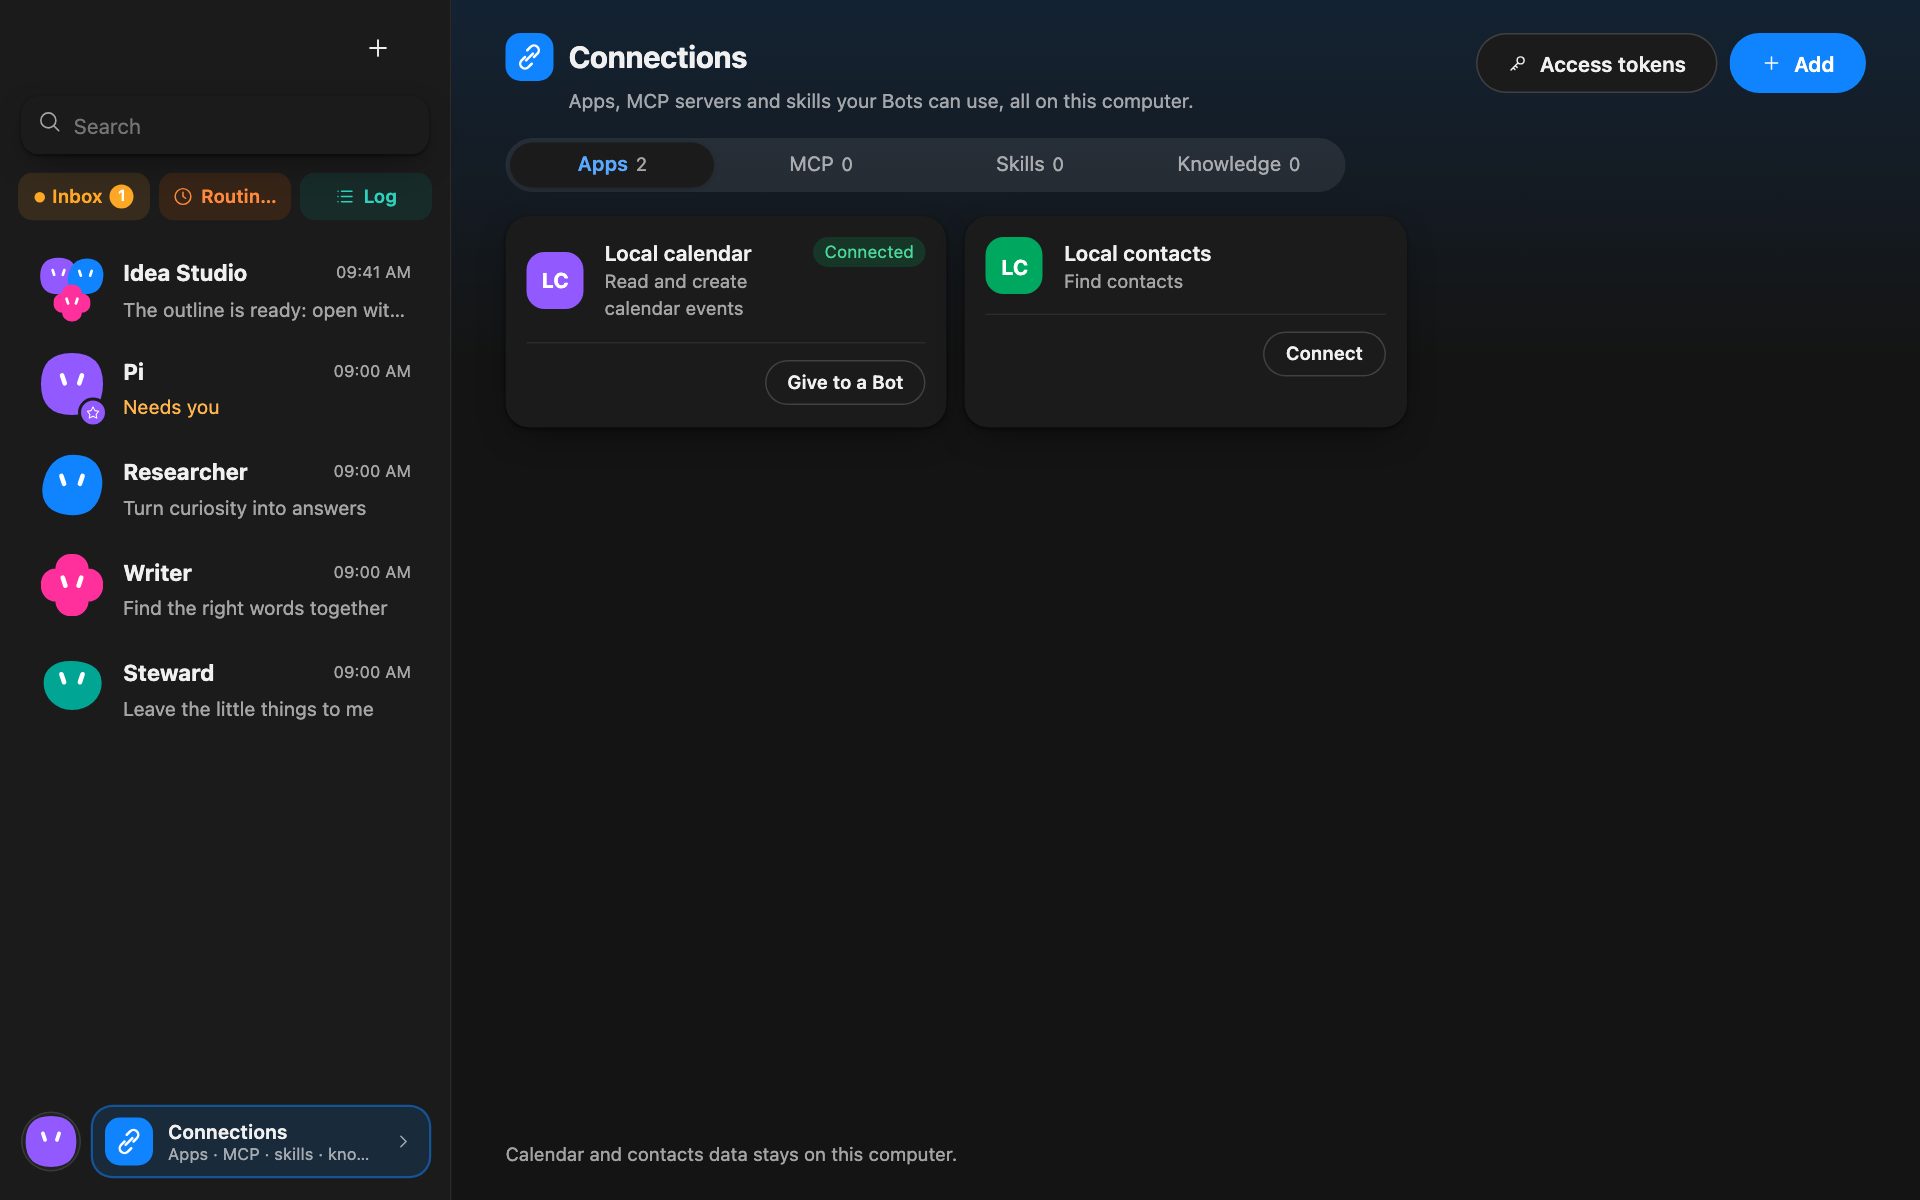 Search
Inbox 1
Routin...
Log
Idea Studio
09:41 AM
The outline is ready: open wit...
Pi
09:00 AM
Needs you
Researcher
09:00 AM
Turn curiosity into answers
Writer
09:00 AM
Find the right words together
Steward
09:00 AM
Leave the little things to me
Connections
Apps · MCP · skills · kno...
Connections
Apps, MCP servers and skills your Bots can use, all on this computer.
Access tokens
Add
Apps 2
MCP 0
Skills 0
Knowledge 0
LC
Local calendar
Connected
Read and create
calendar events
Give to a Bot
LC
Local contacts
Find contacts
Connect
Calendar and contacts data stays on this computer.